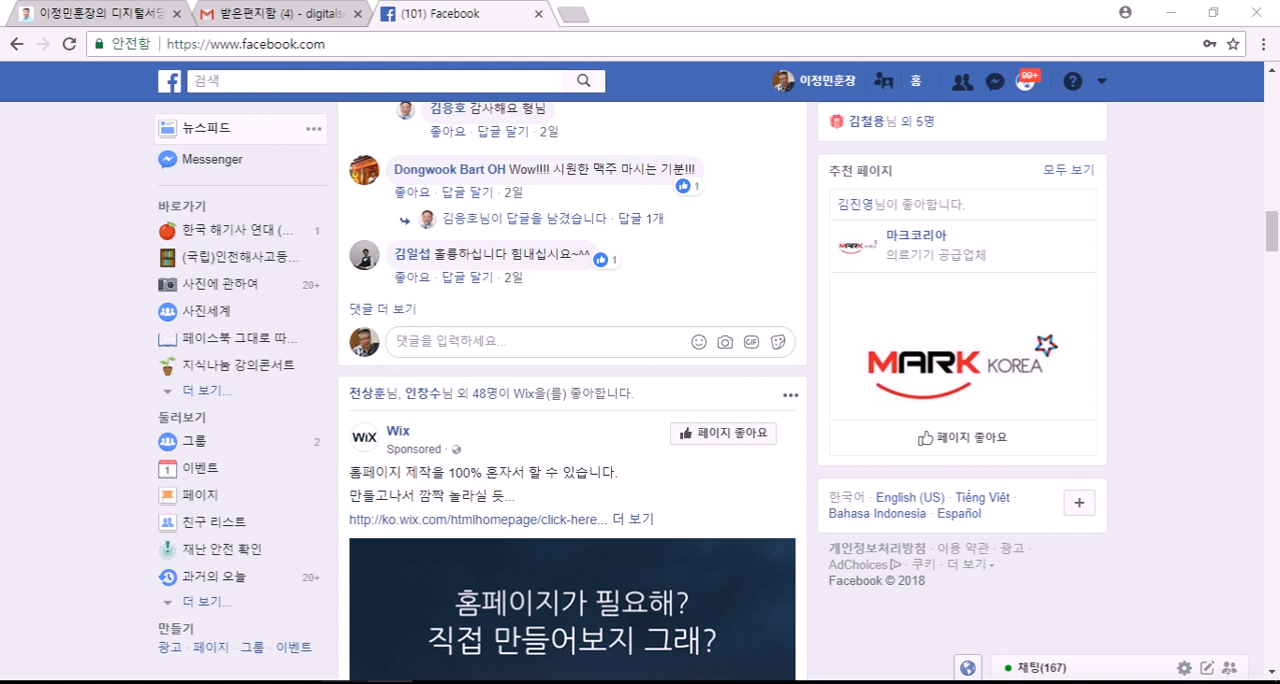 이정민훈장의 디지털서당
받은편지함 (4) - digitalse
(101) Facebook
안전함
https://www.facebook.com
검색
이정민훈장
홈
99+
뉴스피드
Messenger
바로가기
한국 해기사 연대 (... 1
(국립)인천해사고등...
사진에 관하여 20+
사진세계
페이스북 그대로 따...
지식나눔 강의콘서트
더 보기...
둘러보기
그룹 2
이벤트
페이지
친구 리스트
재난 안전 확인
과거의 오늘 20+
더 보기...
만들기
광고 · 페이지 · 그룹 · 이벤트
김응호 감사해요 형님
좋아요 · 답글 달기 · 2일
Dongwook Bart OH Wow!!!! 시원한 맥주 마시는 기분!!!
1
좋아요 · 답글 달기 · 2일
김응호님이 답글을 남겼습니다 · 답글 1개
김일섭 훌륭하십니다 힘내십시요~^^
1
좋아요 · 답글 달기 · 2일
댓글 더 보기
댓글을 입력하세요...
GIF
전상훈님, 인창수님 외 48명이 Wix을(를) 좋아합니다.
WiX
Wix
Sponsored ·
페이지 좋아요
홈페이지 제작을 100% 혼자서 할 수 있습니다.
만들고나서 깜짝 놀라실 듯...
http://ko.wix.com/htmlhomepage/click-here... 더 보기
홈페이지가 필요해?
직접 만들어보지 그래?
김철용님 외 5명
추천 페이지
모두 보기
김진영님이 좋아합니다.
MARK KOREA
마크코리아
의료기기 공급업체
MARK KOREA
페이지 좋아요
한국어 · English (US) · Tiếng Việt ·
Bahasa Indonesia · Español
개인정보처리방침 · 이용 약관 · 광고 ·
AdChoices · 쿠키 · 더 보기
Facebook © 2018
채팅(167)